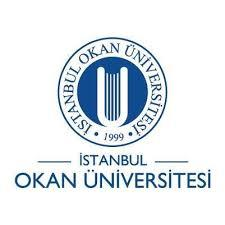 İSTANBUL OKAN ÜNİVERSİTESİ
1999
İSTANBUL
OKAN ÜNİVERSİTESİ